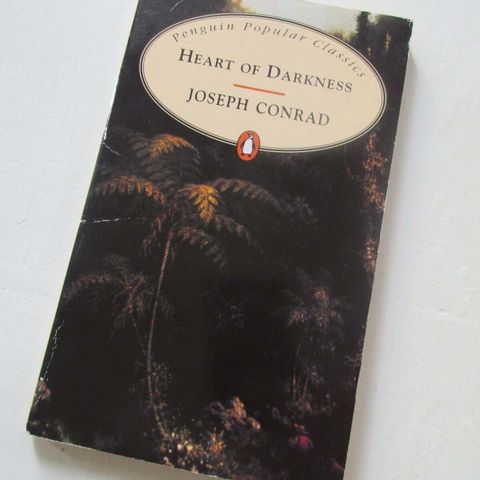 Penguin Popular Classics
HEART OF DARKNESS
JOSEPH CONRAD